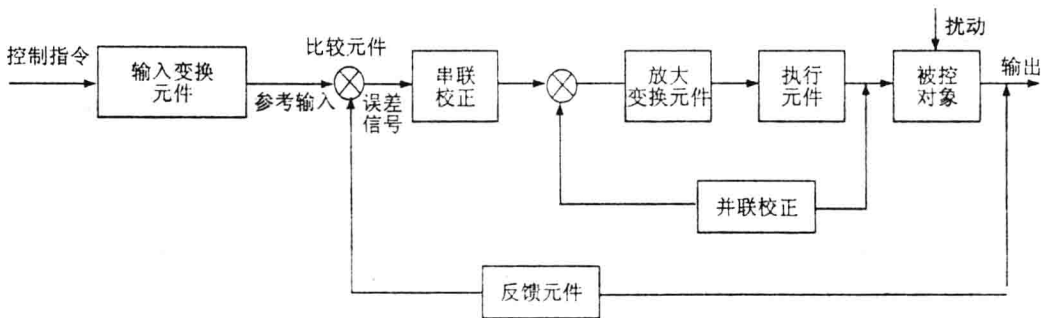 扰动
控制指令
输入变换
元件
比较元件
参考输入
误差
信号
串联
校正
放大
变换元件
执行
元件
被控
对象
输出
并联校正
反馈元件